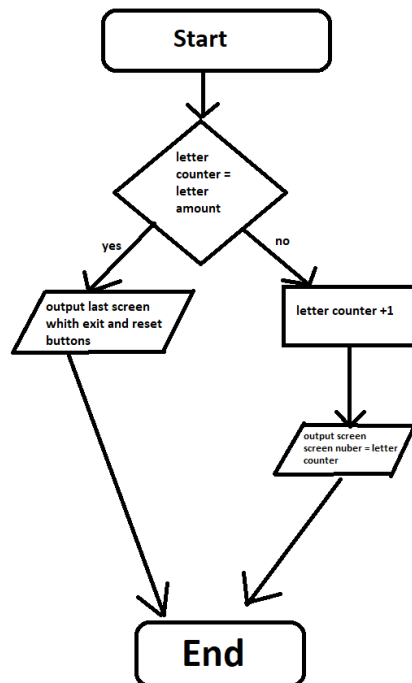 Start
letter
counter =
letter
amount
yes
no
output last screen
whith exit and reset
buttons
letter counter +1
output screen
screen nuber = letter
counter
End